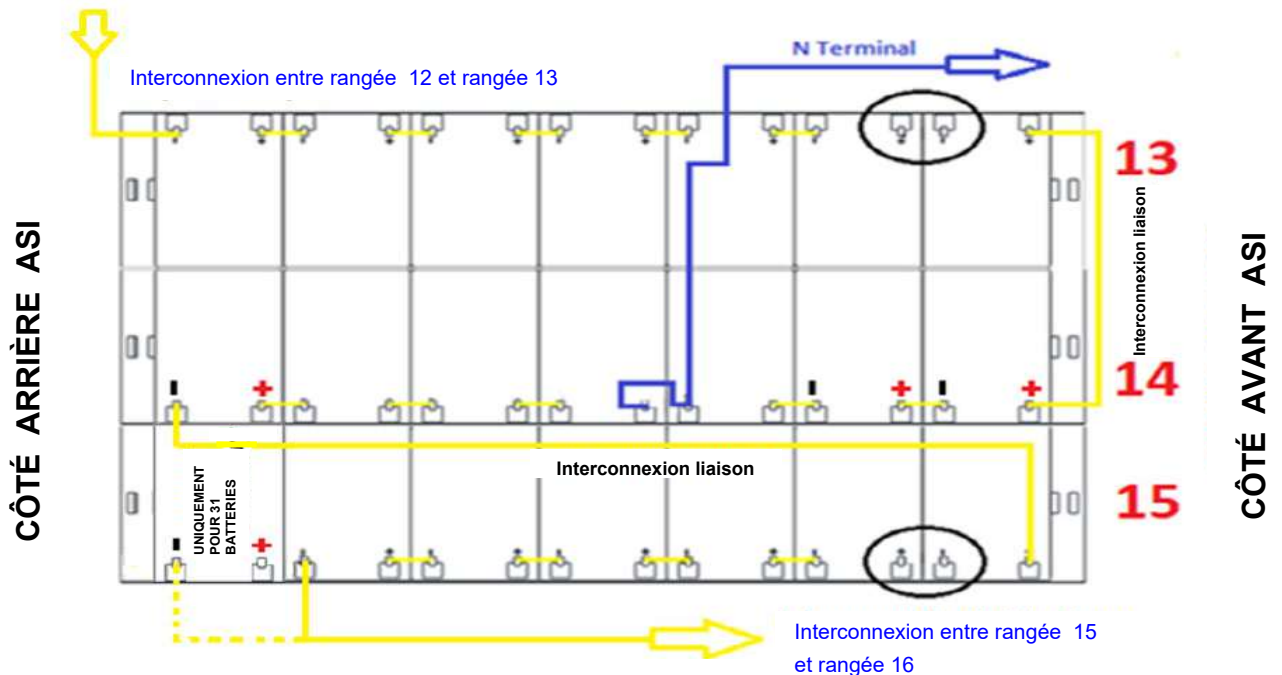 N Terminal
Interconnexion entre rangée 12 et rangée 13
13
Interconnexion liaison
CÔTÉ ARRIÈRE ASI
CÔTÉ AVANT ASI
- +
- + - +
14
Interconnexion liaison
UNIQUEMENT
POUR 31
BATTERIES
15
- +
Interconnexion entre rangée 15
et rangée 16